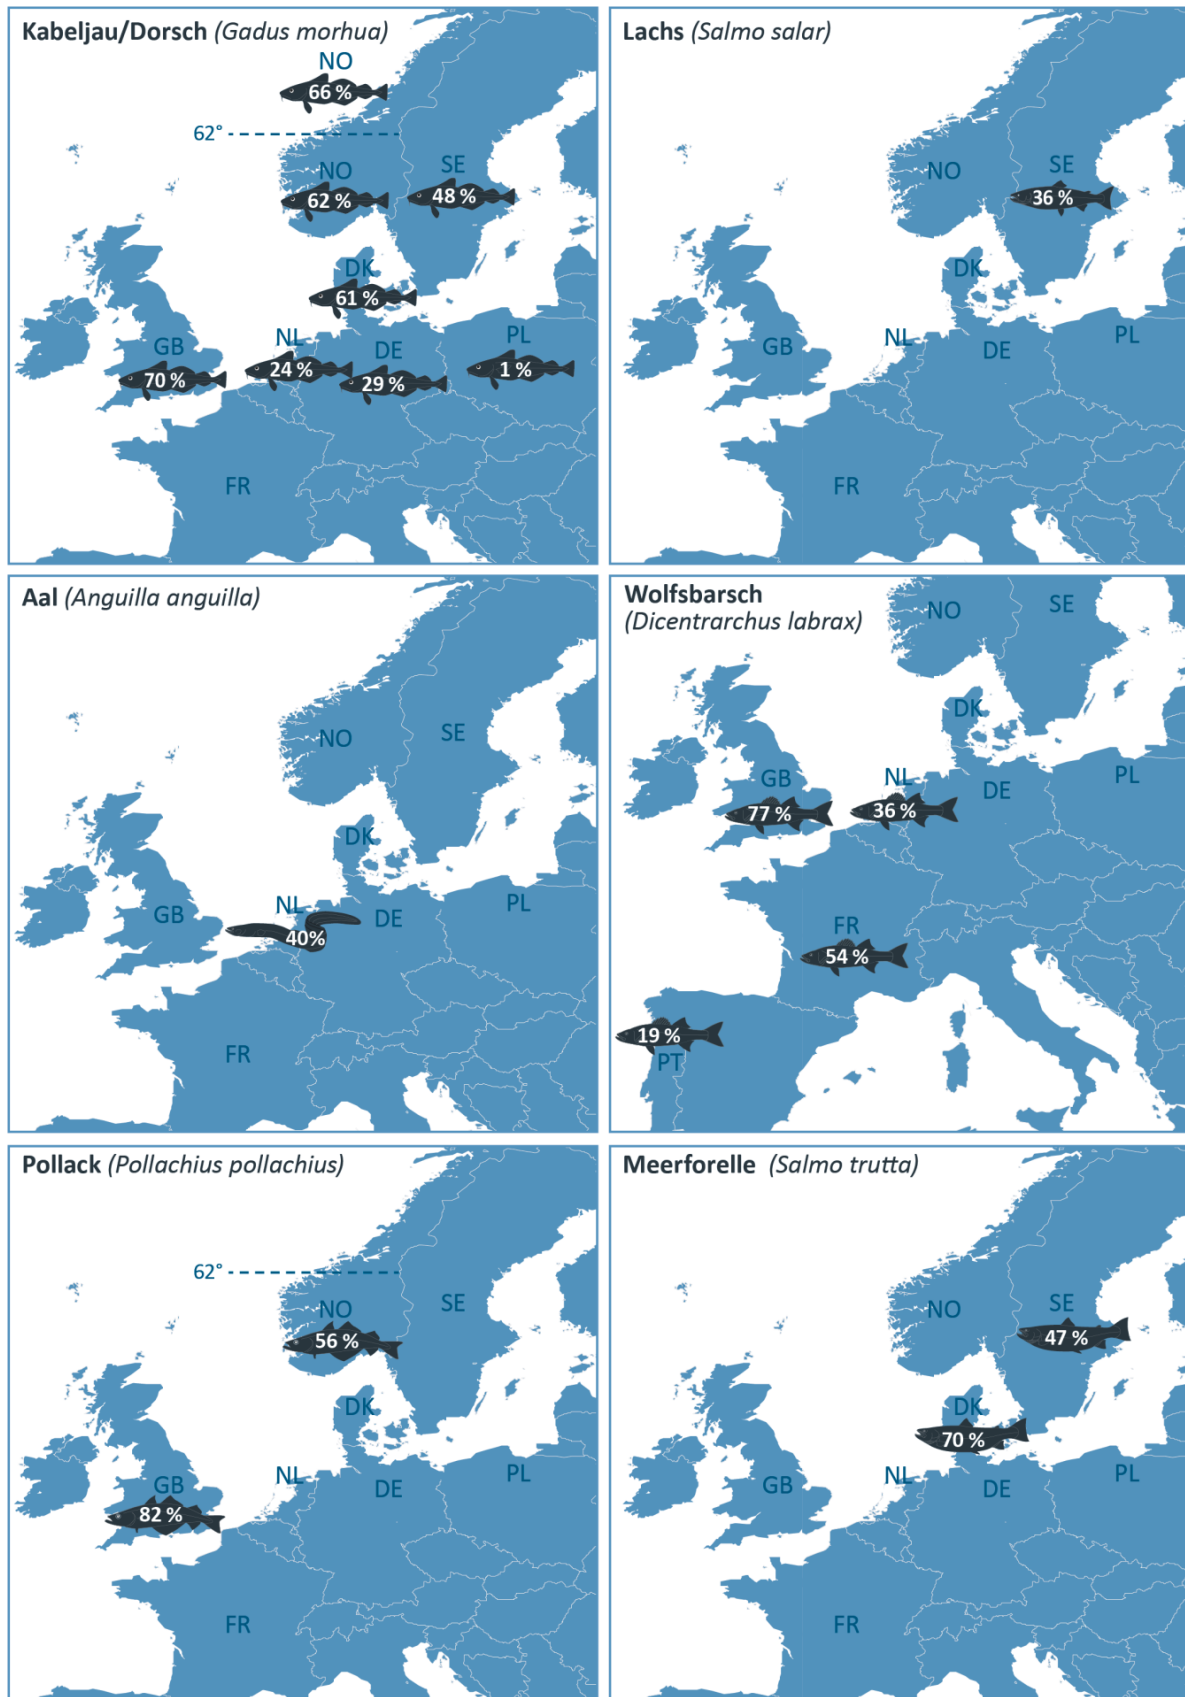 Kabeljau/Dorsch (Gadus morhua)
NO
66 %
62°
NO
62 %
SE
48 %
DK
61 %
GB
70 %
NL
24 %
DE
29 %
PL
1 %
FR
Lachs (Salmo salar)
NO
SE
36 %
DK
GB
NL
DE
PL
FR
Aal (Anguilla anguilla)
NO
SE
DK
GB
NL
40%
DE
PL
FR
Wolfsbarsch
(Dicentrarchus labrax)
NO
SE
DK
GB
77 %
NL
36 %
DE
PL
FR
54 %
19 %
PT
Pollack (Pollachius pollachius)
62°
NO
56 %
SE
DK
GB
82 %
NL
DE
PL
FR
Meerforelle (Salmo trutta)
NO
SE
47 %
DK
70 %
GB
NL
DE
PL
FR